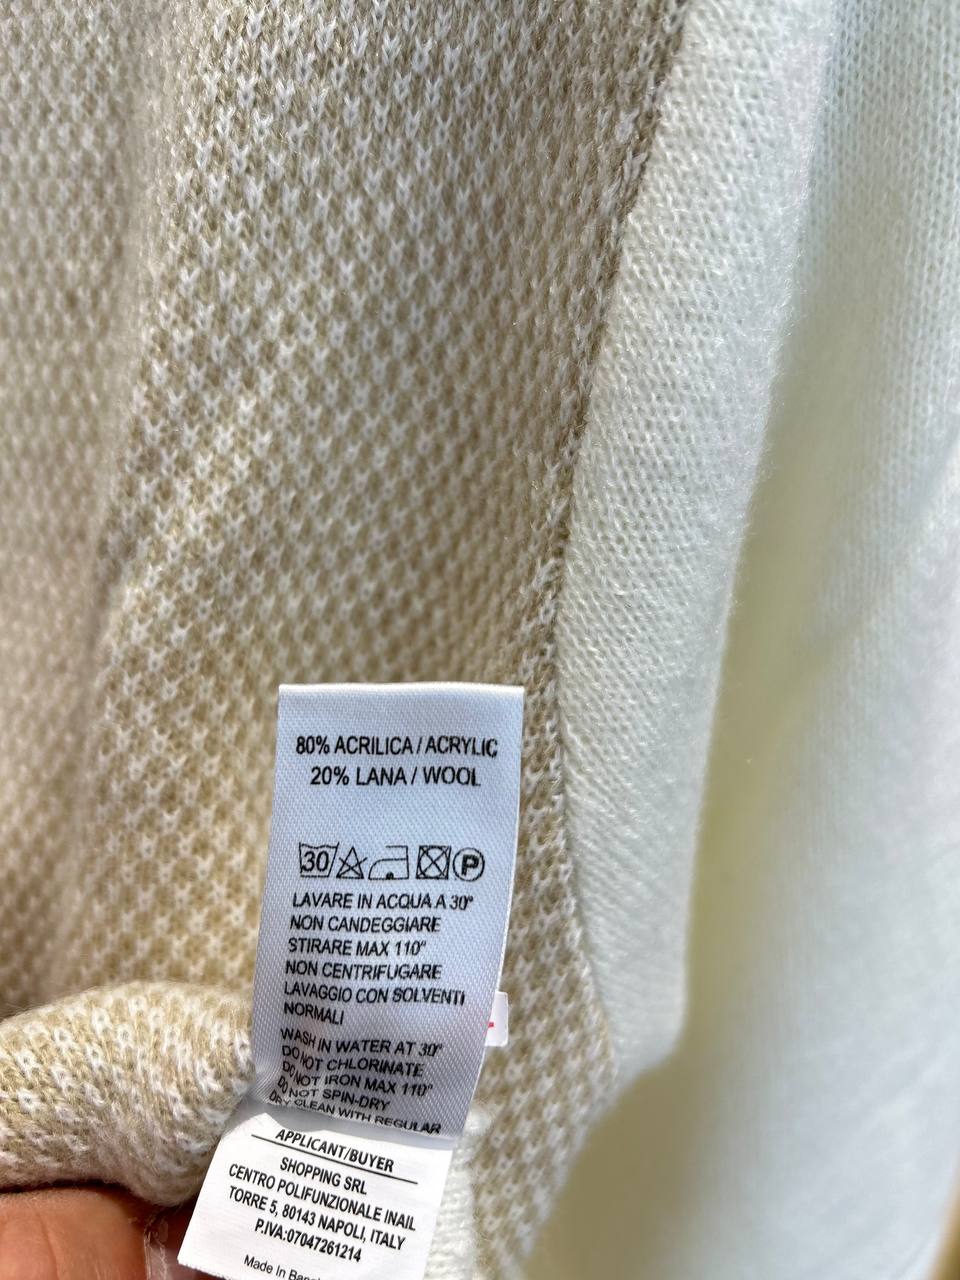 80% ACRILICA / ACRYLIC
20% LANA / WOOL
30 P
LAVARE IN ACQUA A 30°
NON CANDEGGIARE
STIRARE MAX 110°
NON CENTRIFUGARE
LAVAGGIO CON SOLVENTI
NORMALI
WASH IN WATER AT 30°
DO NOT CHLORINATE
DO NOT IRON MAX 110°
DO NOT SPIN-DRY
DRY CLEAN WITH REGULAR
APPLICANT/BUYER
SHOPPING SRL
CENTRO POLIFUNZIONALE INAIL
TORRE 5, 80143 NAPOLI, ITALY
P.IVA:07047261214
Made in